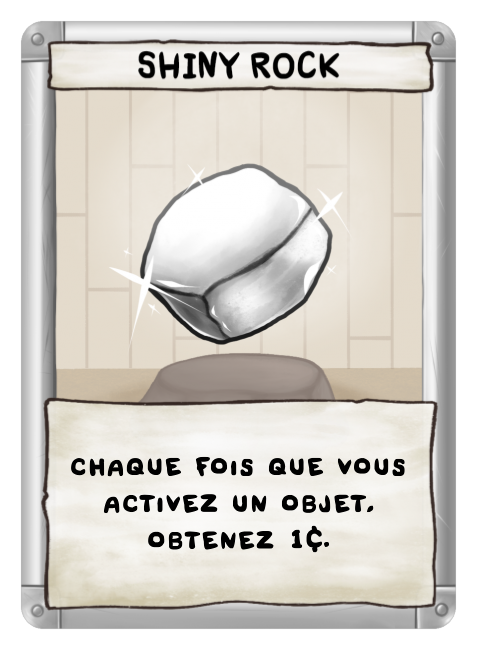 SHINY ROCK
CHAQUE FOIS QUE VOUS
ACTIVEZ UN OBJET,
OBTENEZ 1¢.